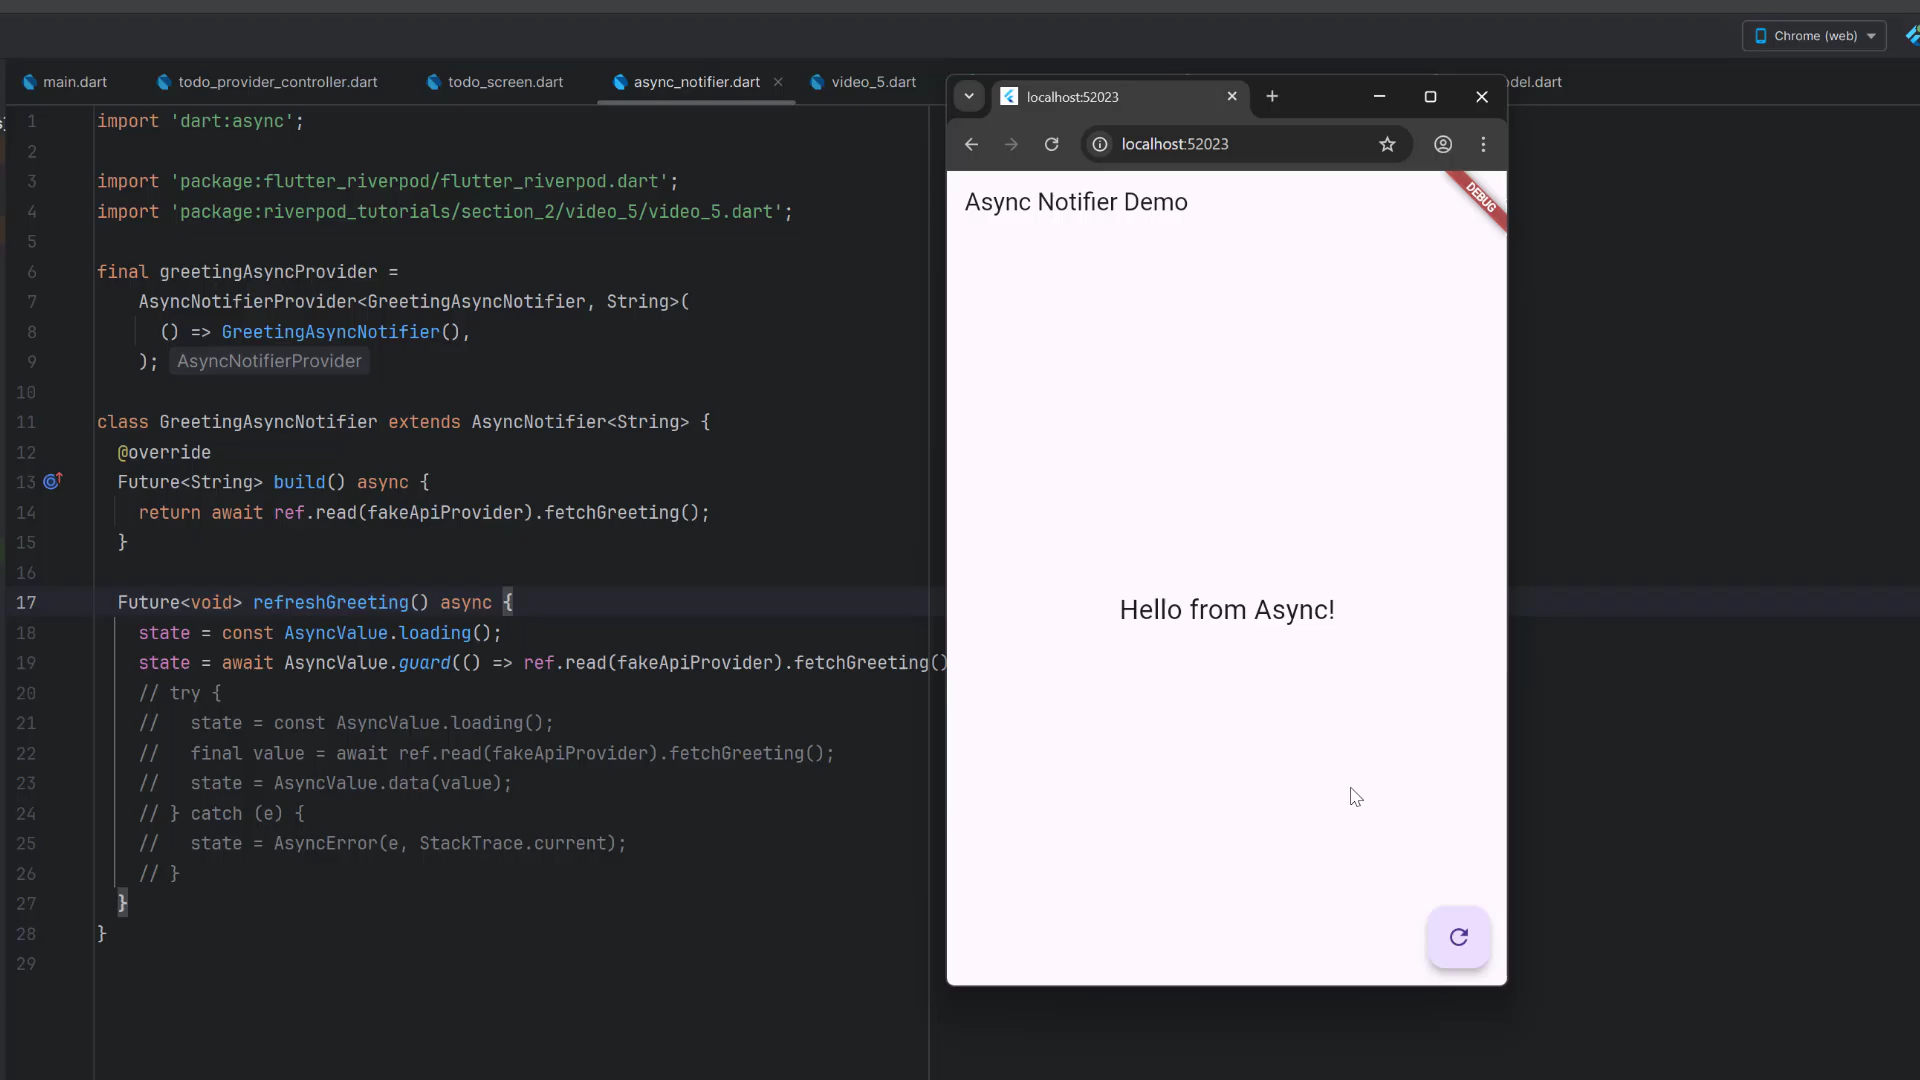 Chrome (web)
main.dart
todo_provider_controller.dart
todo_screen.dart
async_notifier.dart
video_5.dart
odel.dart
1 import 'dart:async';
2
3 import 'package:flutter_riverpod/flutter_riverpod.dart';
4 import 'package:riverpod_tutorials/section_2/video_5/video_5.dart';
5
6 final greetingAsyncProvider =
7 AsyncNotifierProvider<GreetingAsyncNotifier, String>(
8 () => GreetingAsyncNotifier(),
9 ); AsyncNotifierProvider
10
11 class GreetingAsyncNotifier extends AsyncNotifier<String> {
12 @override
13 Future<String> build() async {
14 return await ref.read(fakeApiProvider).fetchGreeting();
15 }
16
17 Future<void> refreshGreeting() async {
18 state = const AsyncValue.loading();
19 state = await AsyncValue.guard(() => ref.read(fakeApiProvider).fetchGreeting()
20 // try {
21 // state = const AsyncValue.loading();
22 // final value = await ref.read(fakeApiProvider).fetchGreeting();
23 // state = AsyncValue.data(value);
24 // } catch (e) {
25 // state = AsyncError(e, StackTrace.current);
26 // }
27 }
28 }
29
localhost:52023
localhost:52023
Async Notifier Demo
DEBUG
Hello from Async!